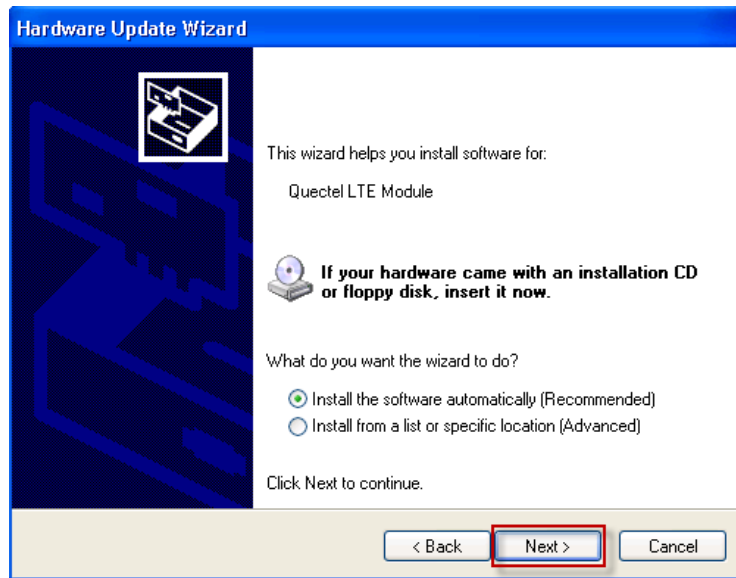 Hardware Update Wizard
This wizard helps you install software for:
Quectel LTE Module
If your hardware came with an installation CD
or floppy disk, insert it now.
What do you want the wizard to do?
Install the software automatically (Recommended)
Install from a list or specific location (Advanced)
Click Next to continue.
< Back
Next >
Cancel